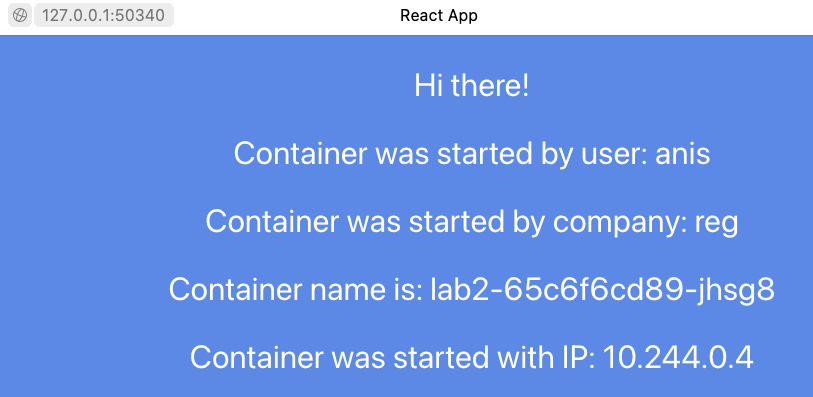 127.0.0.1:50340 React App
Hi there!
Container was started by user: anis
Container was started by company: reg
Container name is: lab2-65c6f6cd89-jhsg8
Container was started with IP: 10.244.0.4